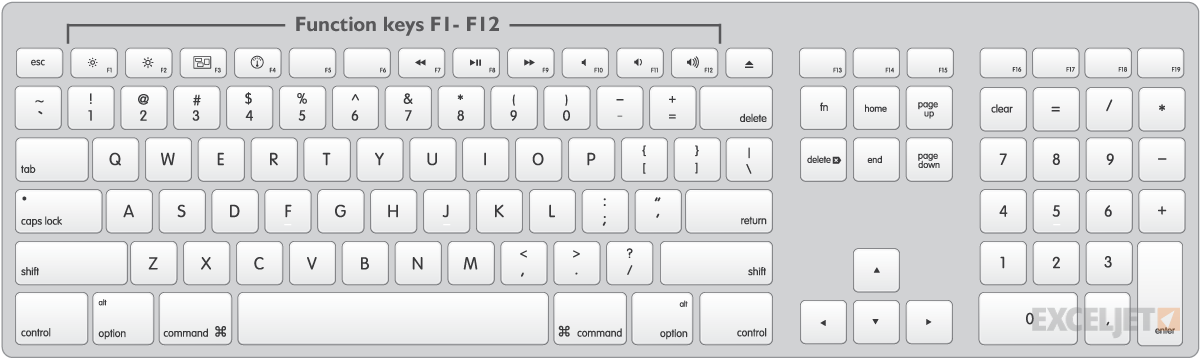 Function keys F1- F12
esc F1 F2 F3 F4 F5 F6 F7 F8 F9 F10 F11 F12 F13 F14 F15 F16 F17 F18 F19
~ ! @ # $ % ^ & * ( ) – +
` 1 2 3 4 5 6 7 8 9 0 - = delete fn home page up clear = / *
tab Q W E R T Y U I O P { [ } ] | \ delete end page down 7 8 9 –
caps lock A S D F G H J K L : ; " ' return 4 5 6 +
shift Z X C V B N M < , > . ? / shift 1 2 3
control alt option command ⌘ ⌘ command alt option control 0 , enter
EXCELJET